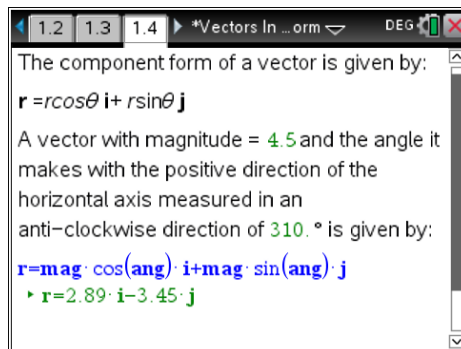 1.2 1.3 1.4 *Vectors In ...orm DEG
The component form of a vector is given by:
r =rcosθ i+ rsinθ j
A vector with magnitude = 4.5 and the angle it
makes with the positive direction of the
horizontal axis measured in an
anti-clockwise direction of 310. ° is given by:
r=mag· cos(ang)· i+mag· sin(ang)· j
▸ r=2.89· i−3.45· j